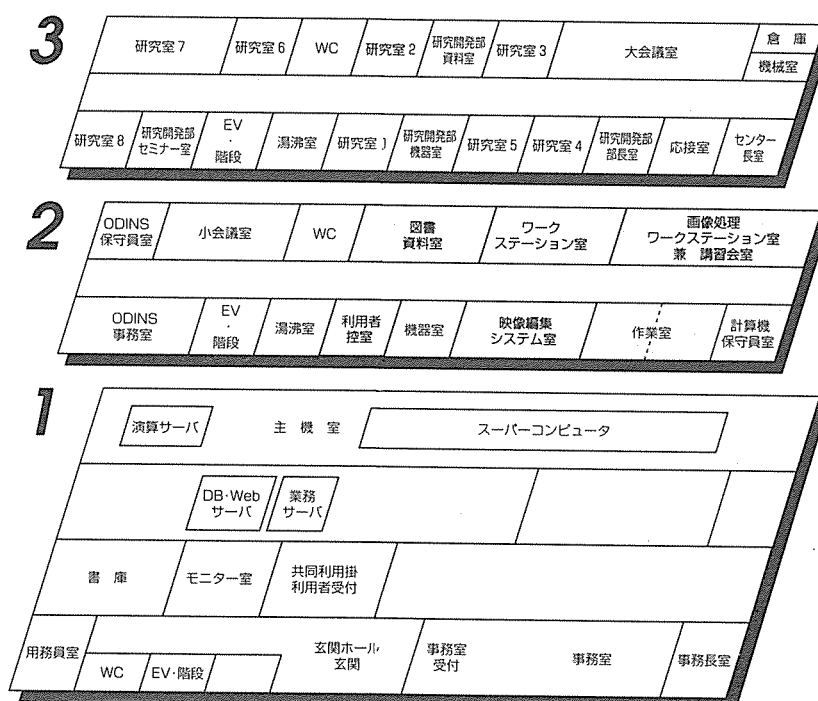 3
研究室7
研究室6
WC
研究室2
研究開発部
資料室
研究室3
大会議室
倉庫
機械室
研究室8
研究開発部
セミナー室
EV
・
階段
湯沸室
研究室1
研究開発部
機器室
研究室5
研究室4
研究開発部
部長室
応接室
センター
長室
2
ODINS
保守員室
小会議室
WC
図書
資料室
ワーク
ステーション室
画像処理
ワークステーション室
兼 講習会室
ODINS
事務室
EV
・
階段
湯沸室
利用者
控室
機器室
映像編集
システム室
作業室
計算機
保守員室
1
演算サーバ
主機室
スーパーコンピュータ
DB・Web
サーバ
業務
サーバ
書庫
モニター室
共同利用掛
利用者受付
用務員室
WC
EV・階段
玄関ホール
玄関
事務室
受付
事務室
事務長室